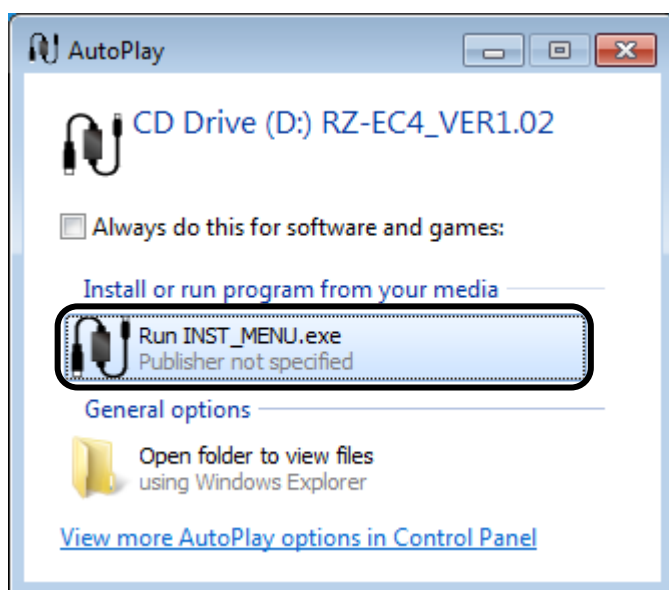 AutoPlay
CD Drive (D:) RZ-EC4_VER1.02
Always do this for software and games:
Install or run program from your media
Run INST_MENU.exe
Publisher not specified
General options
Open folder to view files
using Windows Explorer
View more AutoPlay options in Control Panel